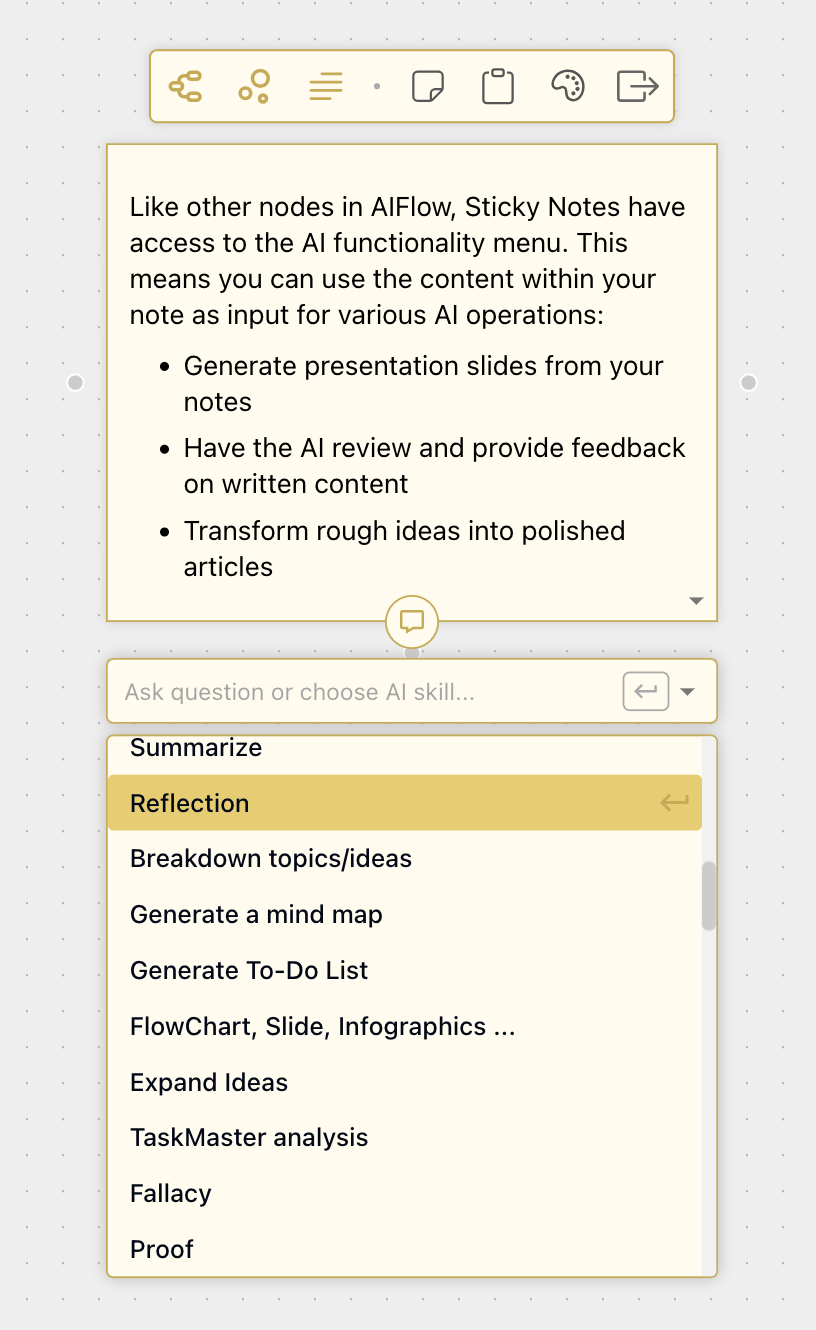 Like other nodes in AIFlow, Sticky Notes have
access to the AI functionality menu. This
means you can use the content within your
note as input for various AI operations:
• Generate presentation slides from your
notes
• Have the AI review and provide feedback
on written content
• Transform rough ideas into polished
articles
Ask question or choose AI skill...
Summarize
Reflection
Breakdown topics/ideas
Generate a mind map
Generate To-Do List
FlowChart, Slide, Infographics ...
Expand Ideas
TaskMaster analysis
Fallacy
Proof